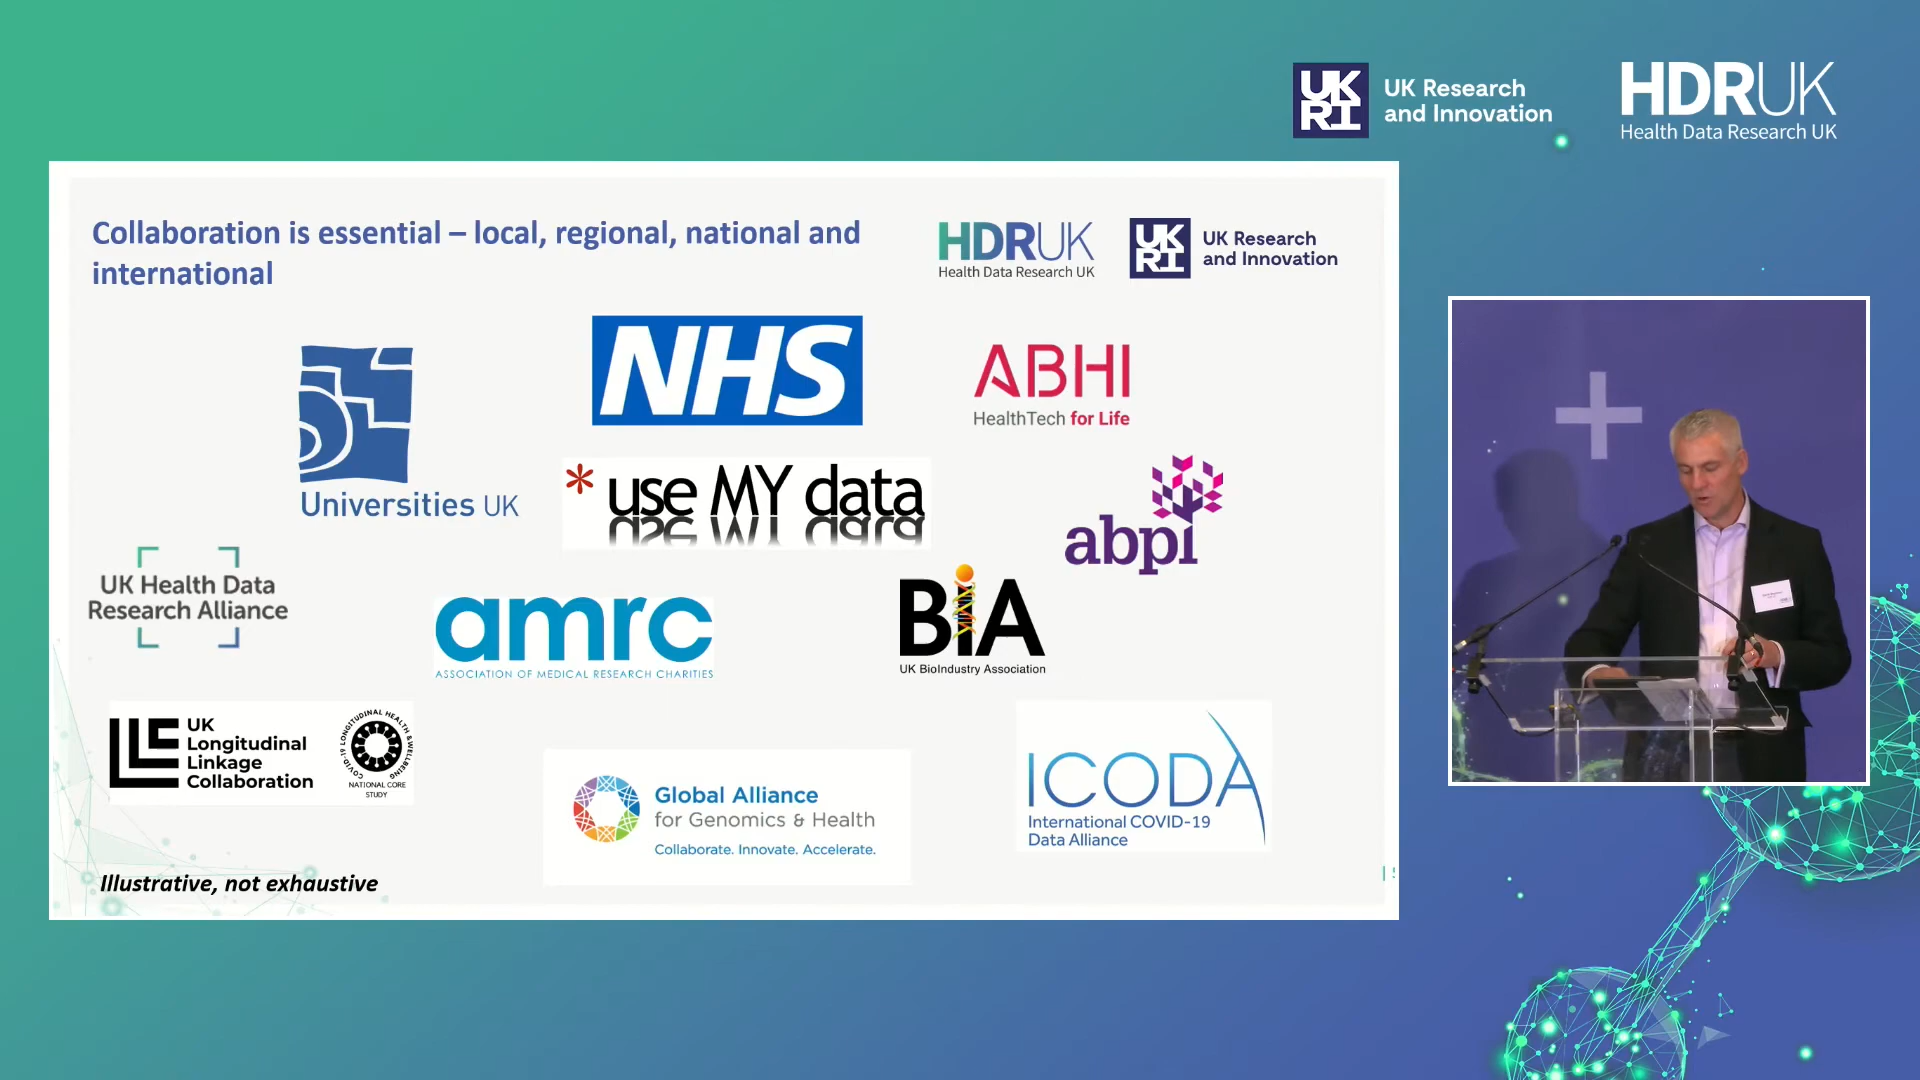 UK
RI
UK Research
and Innovation
HDRUK
Health Data Research UK
Collaboration is essential – local, regional, national and
international
HDRUK
Health Data Research UK
UK
RI
UK Research
and Innovation
Universities UK
NHS
ABHI
HealthTech for Life
* use MY data
abpi
UK Health Data
Research Alliance
amrc
ASSOCIATION OF MEDICAL RESEARCH CHARITIES
BiA
UK BioIndustry Association
UK
Longitudinal
Linkage
Collaboration
COVID-19 LONGITUDINAL HEALTH & WELLBEING
NATIONAL CORE
STUDY
Global Alliance
for Genomics & Health
Collaborate. Innovate. Accelerate.
ICODA
International COVID-19
Data Alliance
Illustrative, not exhaustive